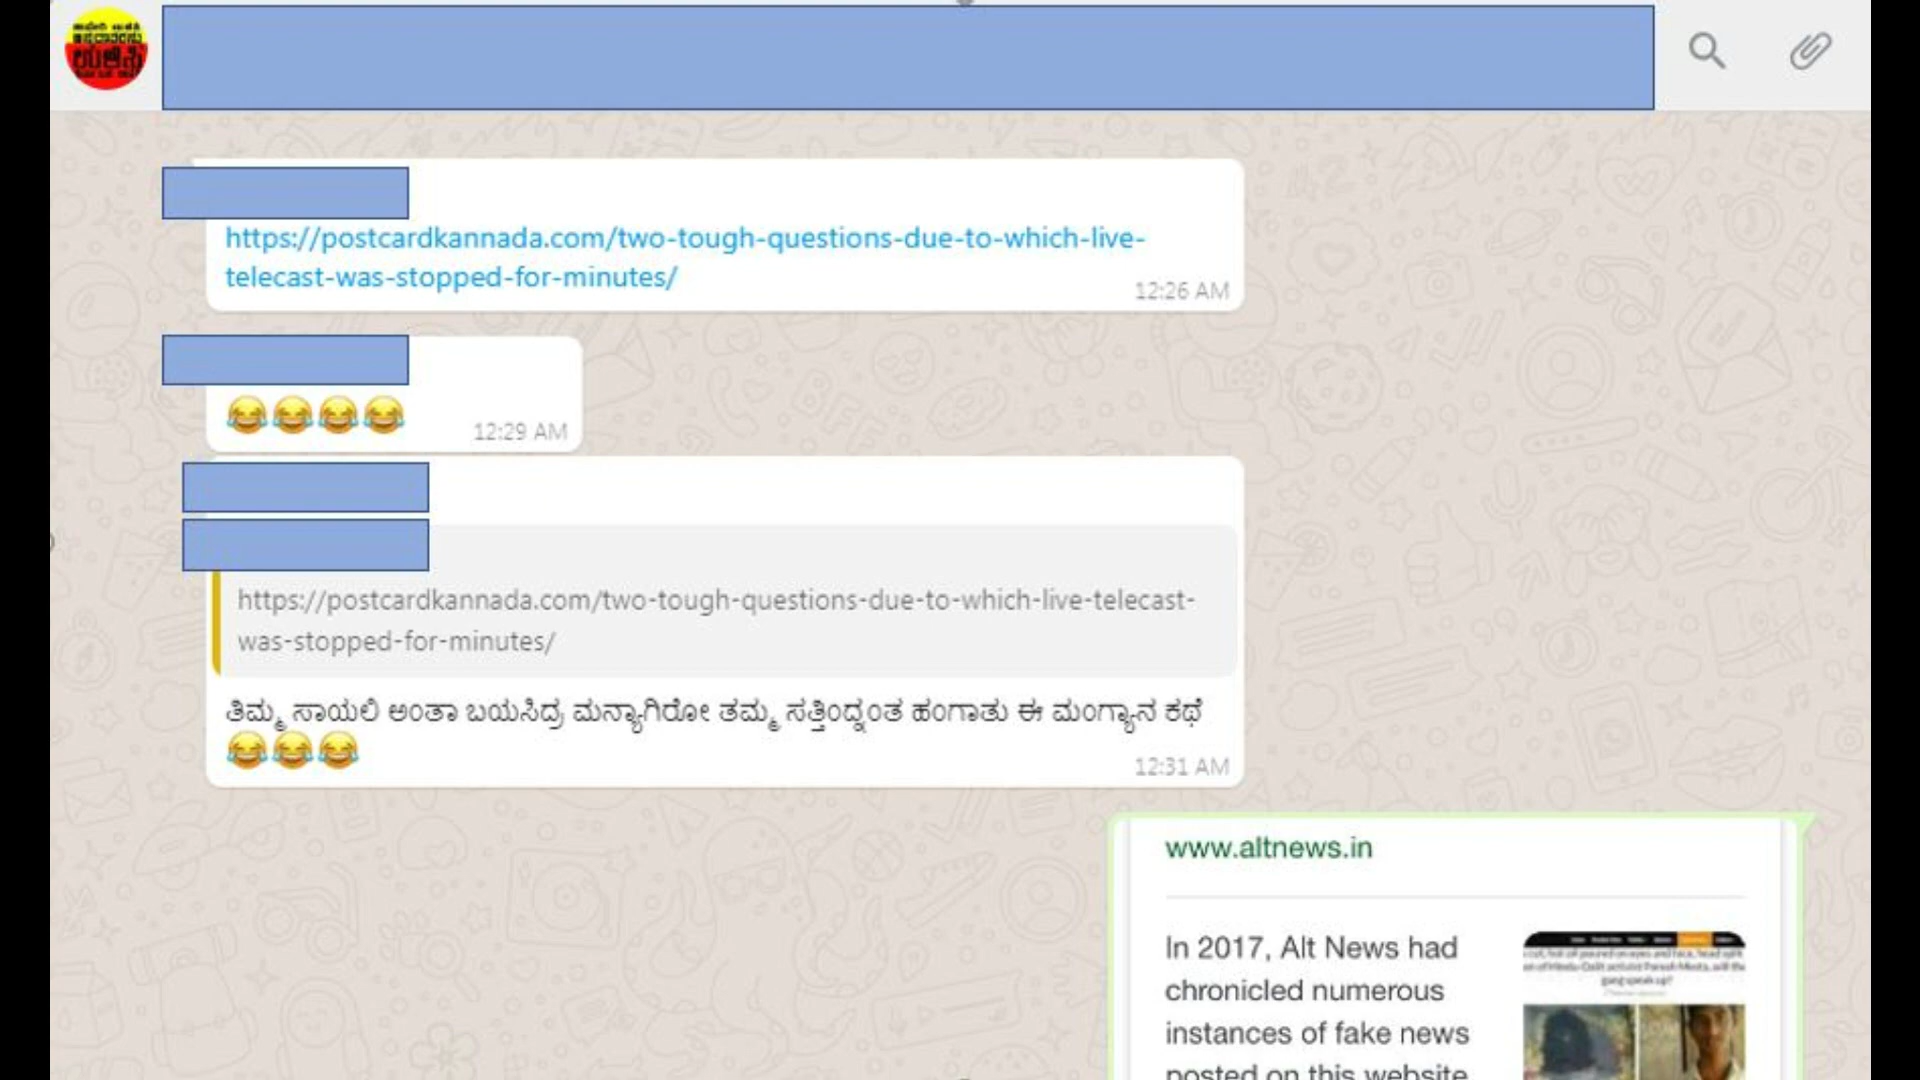 https://postcardkannada.com/two-tough-questions-due-to-which-live-
telecast-was-stopped-for-minutes/
12:26 AM
😂😂😂😂
12:29 AM
https://postcardkannada.com/two-tough-questions-due-to-which-live-telecast-
was-stopped-for-minutes/
ತಿಮ್ಮ ಸಾಯಲಿ ಅಂತಾ ಬಯಸಿದ್ರ ಮನ್ಯಾಗಿರೋ ತಮ್ಮ ಸತ್ತಿಂದ್ನಂತ ಹಂಗಾತು ಈ ಮಂಗ್ಯಾನ ಕಥೆ
😂😂😂
12:31 AM
www.altnews.in
In 2017, Alt News had
chronicled numerous
instances of fake news
posted on this website